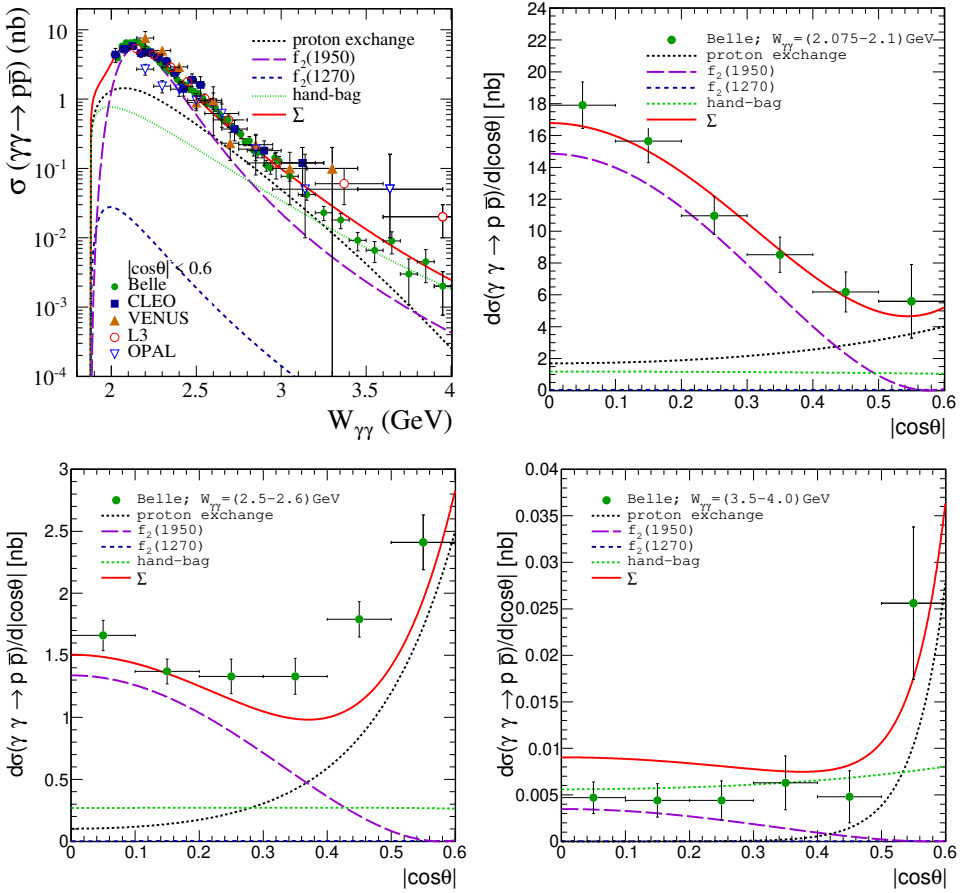 σ (γγ→pp̅) (nb)
10
1
10⁻¹
10⁻²
10⁻³
10⁻⁴
proton exchange
f₂(1950)
f₂(1270)
hand-bag
Σ
|cosθ| < 0.6
Belle
CLEO
VENUS
L3
OPAL
2 2.5 3 3.5 4
W_γγ (GeV)
dσ(γ γ → p p̅)/d|cosθ| [nb]
24
22
20
18
16
14
12
10
8
6
4
2
0
Belle; W_γγ=(2.075-2.1)GeV
proton exchange
f₂(1950)
f₂(1270)
hand-bag
Σ
0 0.1 0.2 0.3 0.4 0.5 0.6
|cosθ|
dσ(γ γ → p p̅)/d|cosθ| [nb]
3
2.5
2
1.5
1
0.5
0
Belle; W_γγ=(2.5-2.6)GeV
proton exchange
f₂(1950)
f₂(1270)
hand-bag
Σ
0 0.1 0.2 0.3 0.4 0.5 0.6
|cosθ|
dσ(γ γ → p p̅)/d|cosθ| [nb]
0.04
0.035
0.03
0.025
0.02
0.015
0.01
0.005
0
Belle; W_γγ=(3.5-4.0)GeV
proton exchange
f₂(1950)
f₂(1270)
hand-bag
Σ
0 0.1 0.2 0.3 0.4 0.5 0.6
|cosθ|